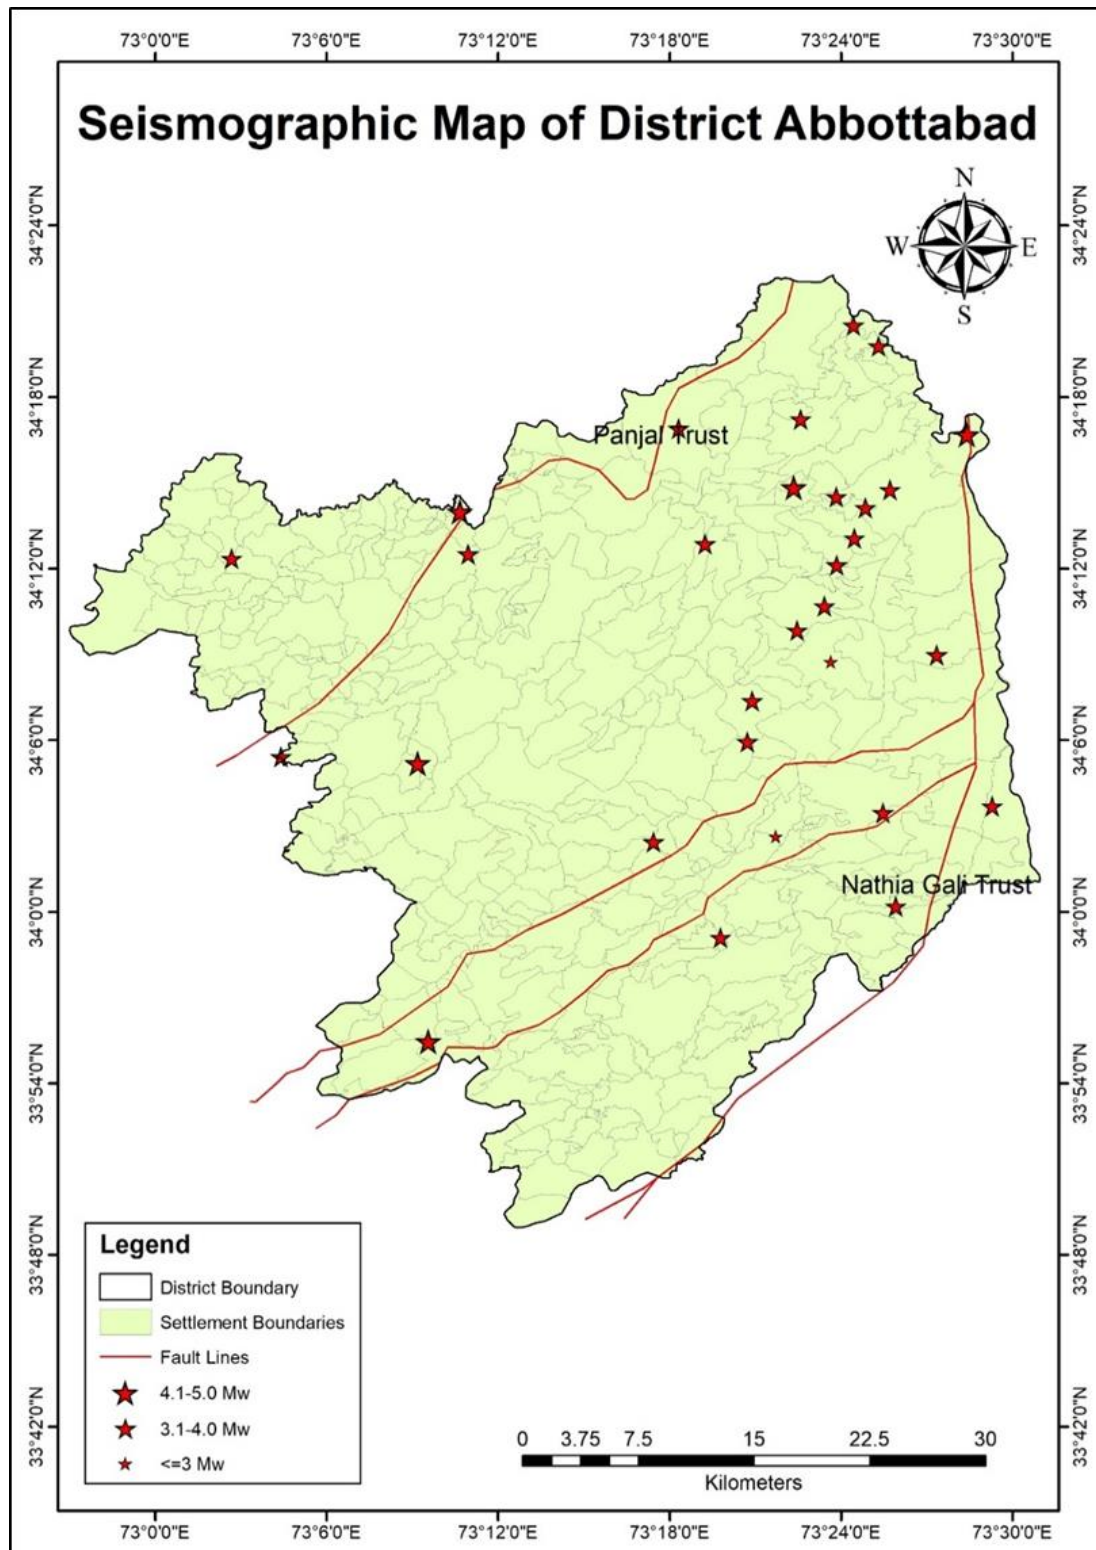 73°0'0"E 73°6'0"E 73°12'0"E 73°18'0"E 73°24'0"E 73°30'0"E
Seismographic Map of District Abbottabad
N
W E
S
34°24'0"N 34°24'0"N
34°18'0"N 34°18'0"N
Panjal Trust
34°12'0"N 34°12'0"N
34°6'0"N 34°6'0"N
Nathia Gali Trust
34°0'0"N 34°0'0"N
33°54'0"N 33°54'0"N
33°48'0"N 33°48'0"N
Legend
District Boundary
Settlement Boundaries
Fault Lines
4.1-5.0 Mw
3.1-4.0 Mw
<=3 Mw
33°42'0"N 33°42'0"N
0 3.75 7.5 15 22.5 30
Kilometers
73°0'0"E 73°6'0"E 73°12'0"E 73°18'0"E 73°24'0"E 73°30'0"E